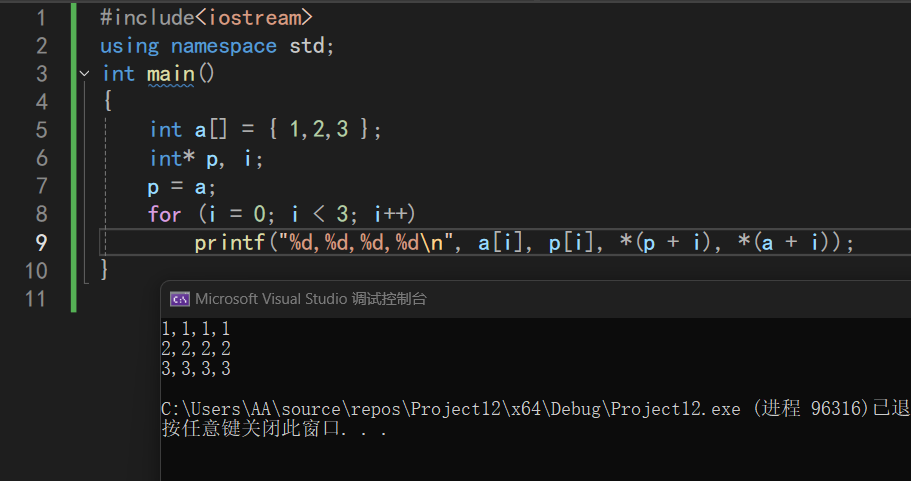 1 #include<iostream>
2 using namespace std;
3 int main()
4 {
5 int a[] = { 1,2,3 };
6 int* p, i;
7 p = a;
8 for (i = 0; i < 3; i++)
9 printf("%d,%d,%d,%d\n", a[i], p[i], *(p + i), *(a + i));
10 }
11
Microsoft Visual Studio 调试控制台
1,1,1,1
2,2,2,2
3,3,3,3
C:\Users\AA\source\repos\Project12\x64\Debug\Project12.exe (进程 96316)已退
按任意键关闭此窗口. . .